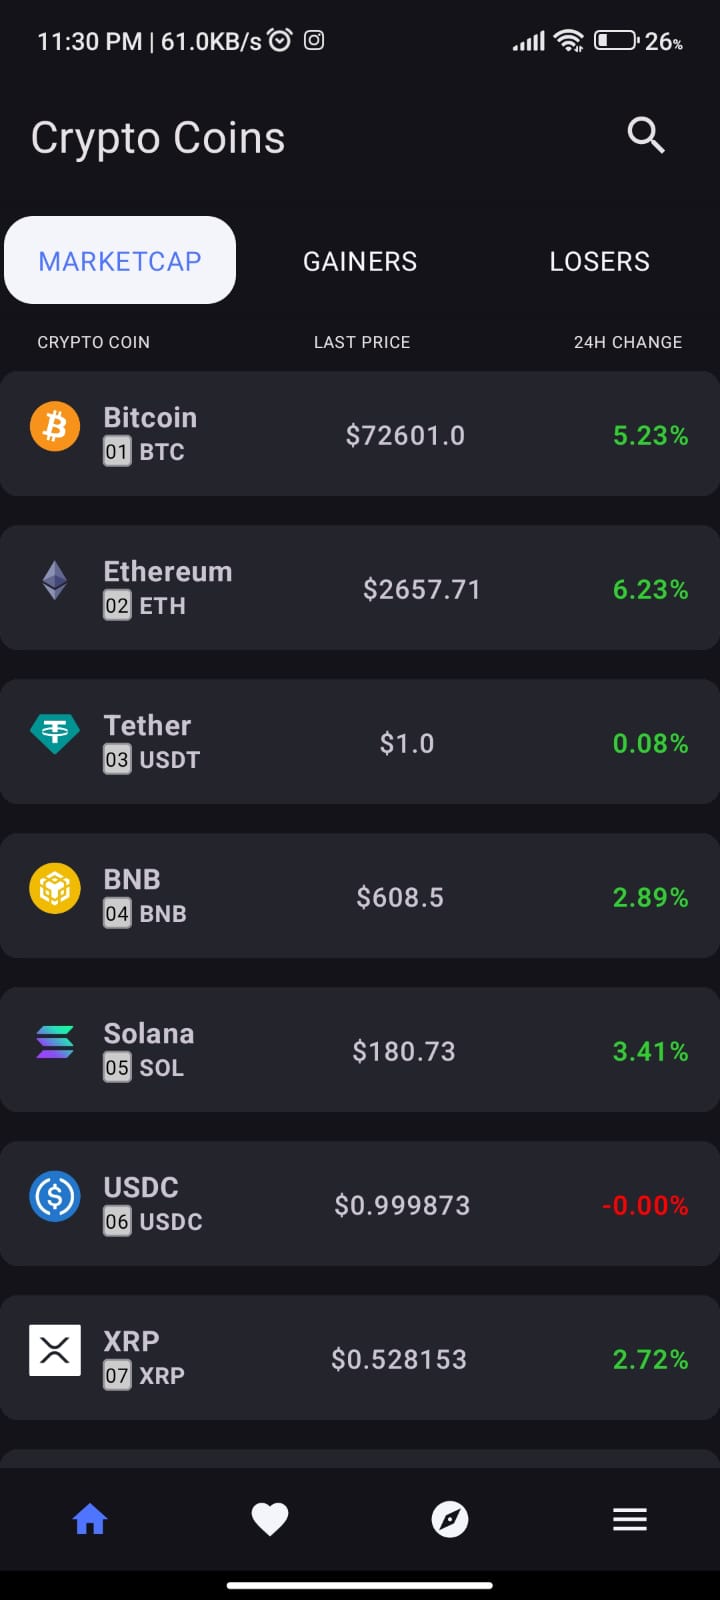 11:30 PM | 61.0KB/s 26%
Crypto Coins
MARKETCAP GAINERS LOSERS
CRYPTO COIN LAST PRICE 24H CHANGE
Bitcoin
01 BTC $72601.0 5.23%
Ethereum
02 ETH $2657.71 6.23%
Tether
03 USDT $1.0 0.08%
BNB
04 BNB $608.5 2.89%
Solana
05 SOL $180.73 3.41%
USDC
06 USDC $0.999873 -0.00%
XRP
07 XRP $0.528153 2.72%